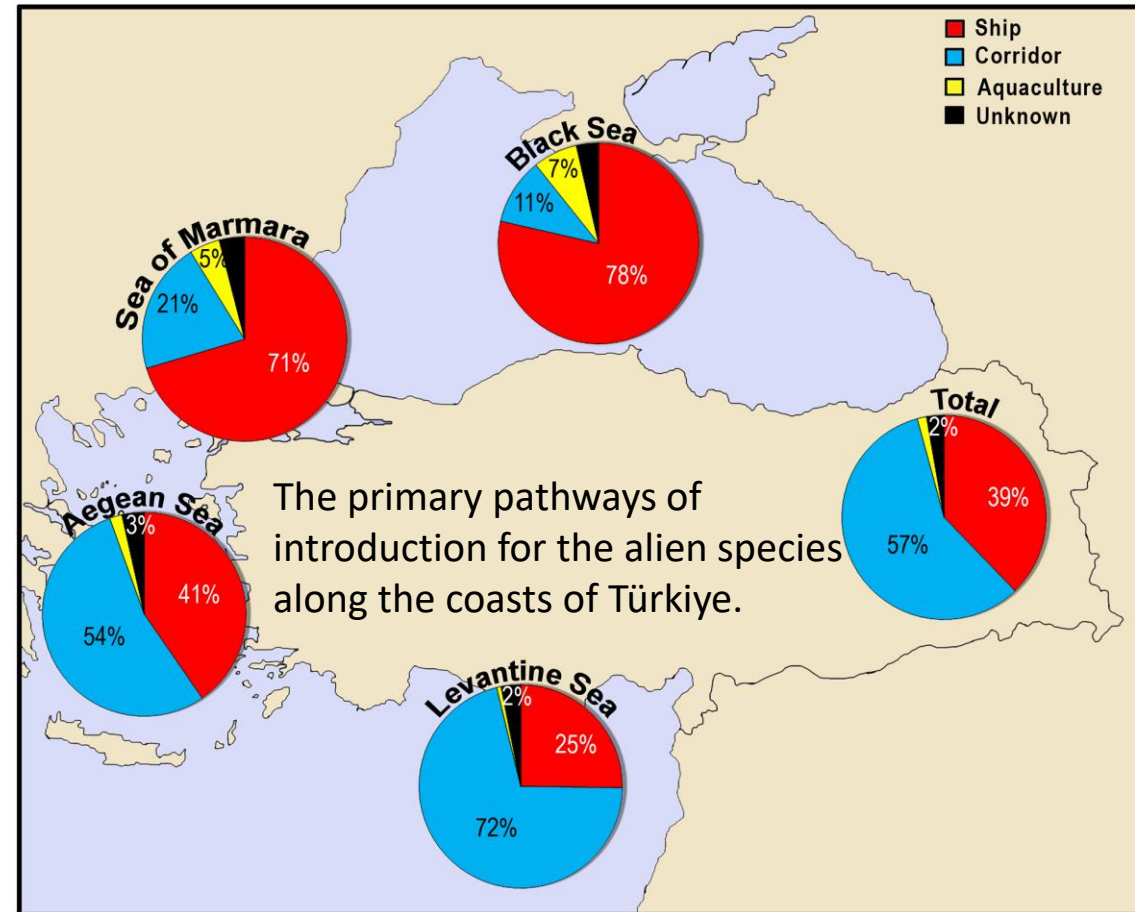 Ship
Corridor
Aquaculture
Unknown
Black Sea
7%
11%
78%
Sea of Marmara
5%
21%
71%
Total
2%
39%
57%
Aegean Sea
3%
41%
54%
The primary pathways of
introduction for the alien species
along the coasts of Türkiye.
Levantine Sea
2%
25%
72%